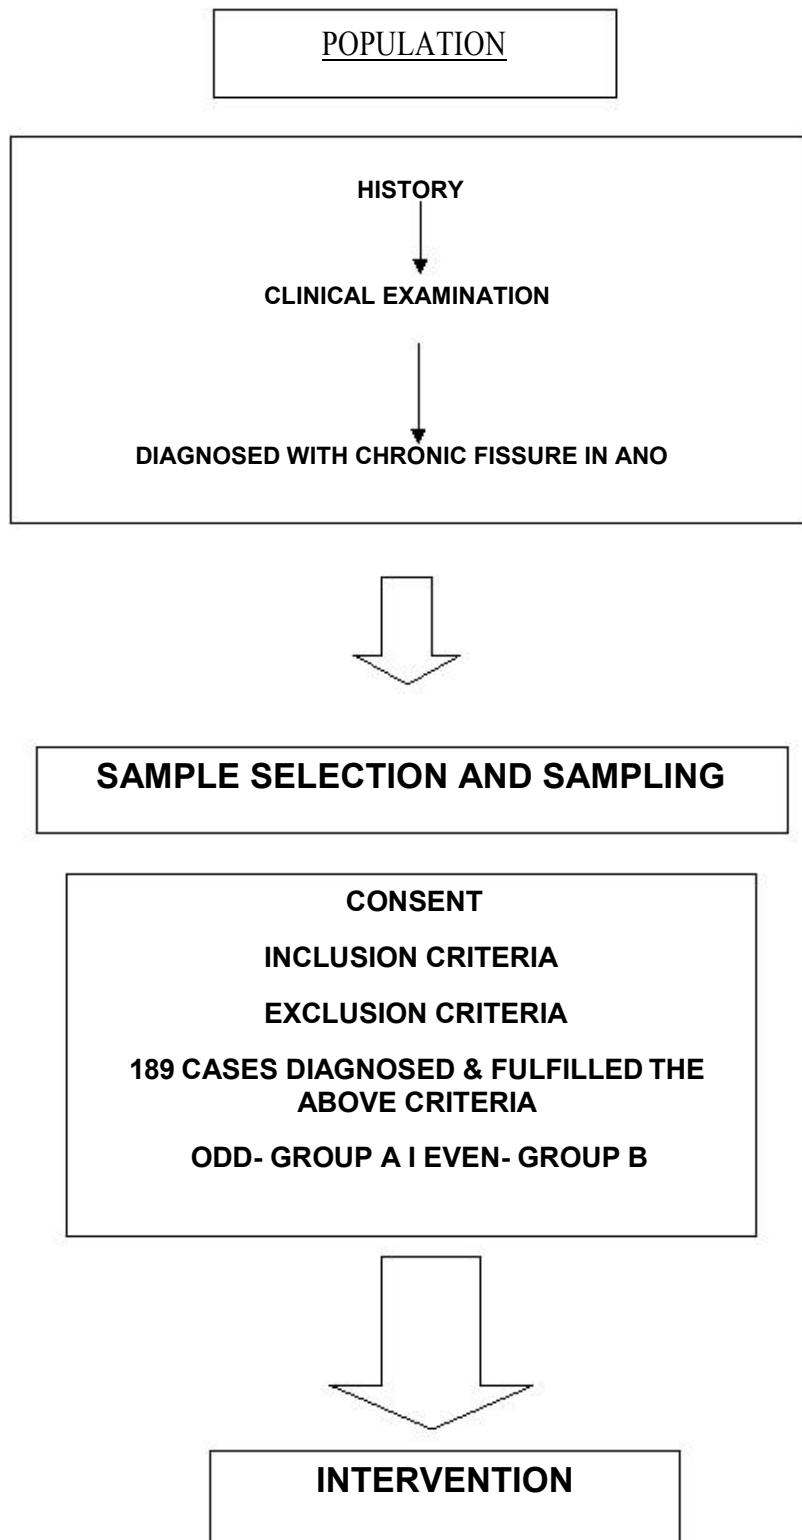 POPULATION
HISTORY
CLINICAL EXAMINATION
DIAGNOSED WITH CHRONIC FISSURE IN ANO
SAMPLE SELECTION AND SAMPLING
CONSENT
INCLUSION CRITERIA
EXCLUSION CRITERIA
189 CASES DIAGNOSED & FULFILLED THE
ABOVE CRITERIA
ODD- GROUP A I EVEN- GROUP B
INTERVENTION